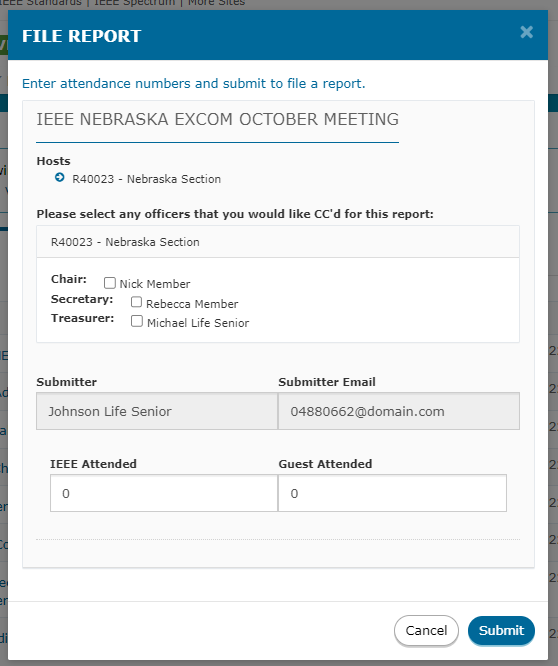 IEEE Standards | IEEE Spectrum | More Sites
FILE REPORT
×
Enter attendance numbers and submit to file a report.
IEEE NEBRASKA EXCOM OCTOBER MEETING
Hosts
R40023 - Nebraska Section
Please select any officers that you would like CC'd for this report:
R40023 - Nebraska Section
Chair: Nick Member
Secretary: Rebecca Member
Treasurer: Michael Life Senior
Submitter Submitter Email
Johnson Life Senior 04880662@domain.com
IEEE Attended Guest Attended
0 0
Cancel Submit